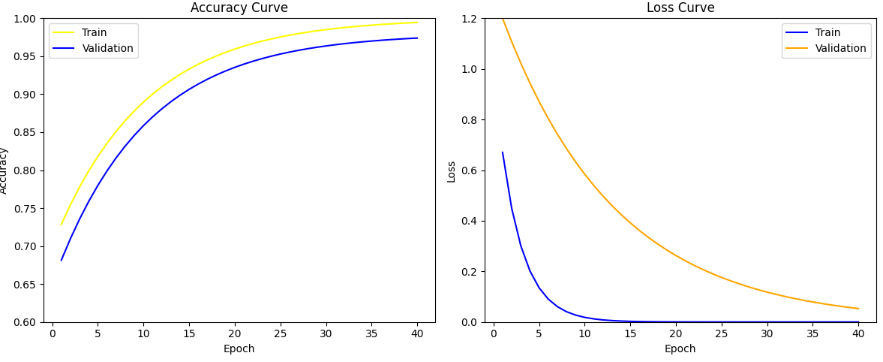 Accuracy Curve
Train
Validation
1.00
0.95
0.90
0.85
0.80
0.75
0.70
0.65
0.60
Accuracy
0 5 10 15 20 25 30 35 40
Epoch
Loss Curve
Train
Validation
1.2
1.0
0.8
0.6
0.4
0.2
0.0
Loss
0 5 10 15 20 25 30 35 40
Epoch